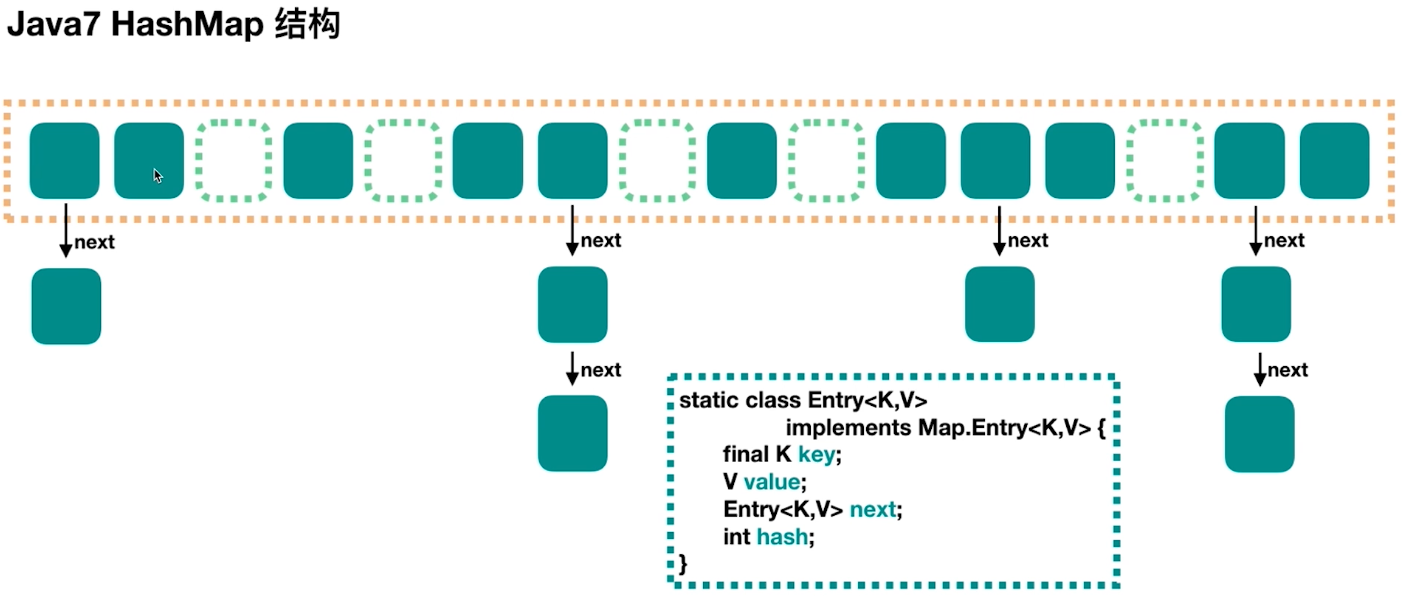 Java7 HashMap 结构
next
next
next
next
next
next
static class Entry<K,V>
implements Map.Entry<K,V> {
final K key;
V value;
Entry<K,V> next;
int hash;
}